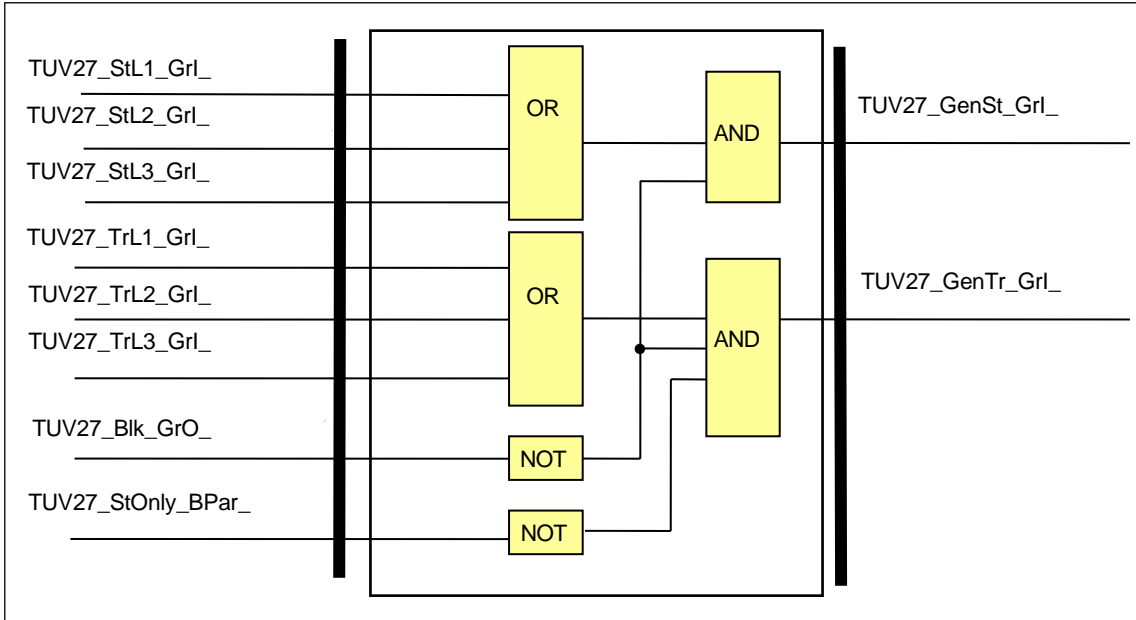 TUV27_StL1_GrI_
TUV27_StL2_GrI_
TUV27_StL3_GrI_
OR
AND
TUV27_GenSt_GrI_
TUV27_TrL1_GrI_
TUV27_TrL2_GrI_
TUV27_TrL3_GrI_
OR
AND
TUV27_GenTr_GrI_
TUV27_Blk_GrO_
NOT
TUV27_StOnly_BPar_
NOT